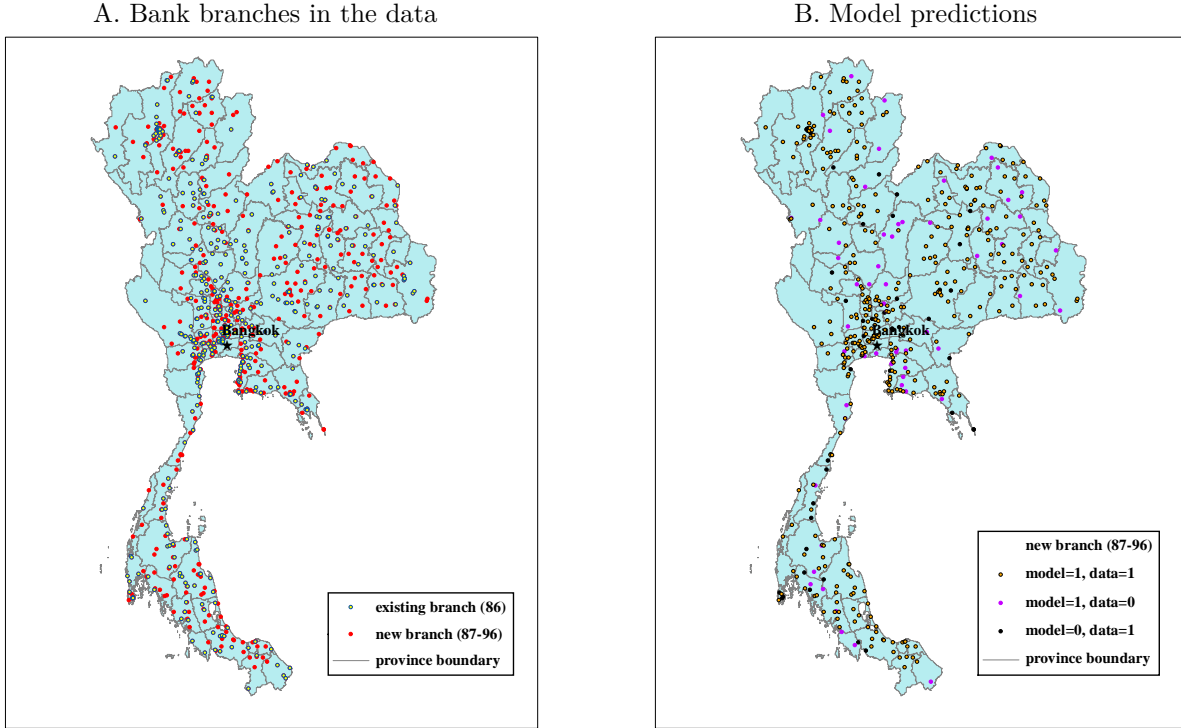 A. Bank branches in the data
Bangkok
existing branch (86)
new branch (87-96)
province boundary
B. Model predictions
Bangkok
new branch (87-96)
model=1, data=1
model=1, data=0
model=0, data=1
province boundary